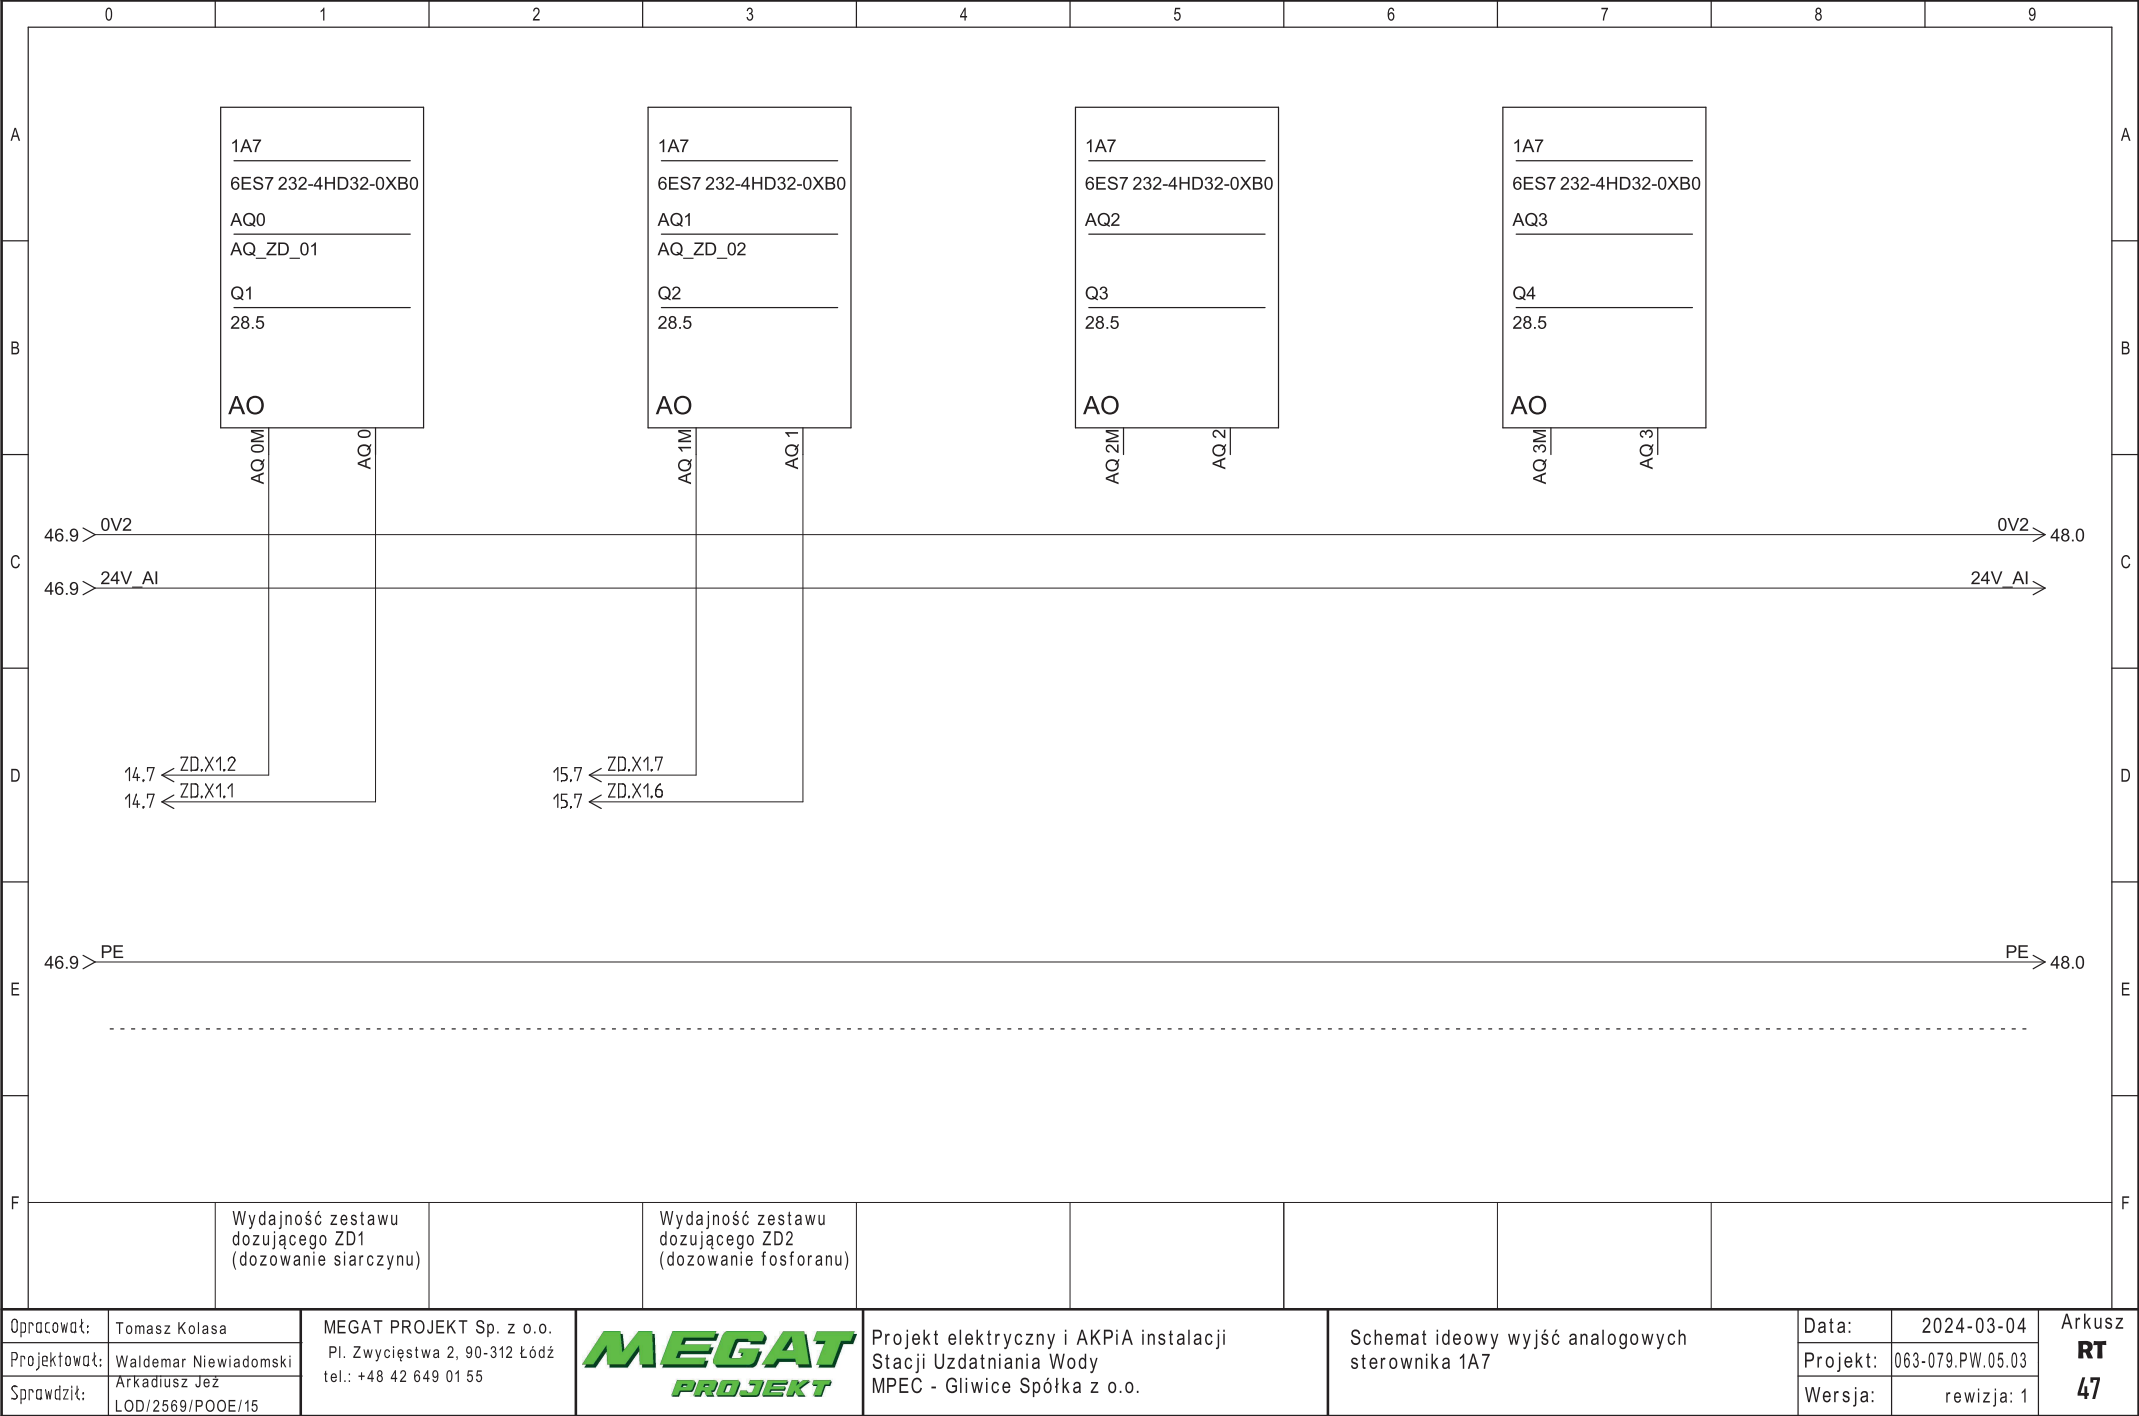 0 1 2 3 4 5 6 7 8 9
A A
1A7 1A7 1A7 1A7
6ES7 232-4HD32-0XB0 6ES7 232-4HD32-0XB0 6ES7 232-4HD32-0XB0 6ES7 232-4HD32-0XB0
AQ0 AQ1 AQ2 AQ3
AQ_ZD_01 AQ_ZD_02
Q1 Q2 Q3 Q4
28.5 28.5 28.5 28.5
B B
AO AO AO AO
AQ 0M AQ 0 AQ 1M AQ 1 AQ 2M AQ 2 AQ 3M AQ 3
46.9 0V2 0V2 48.0
C C
46.9 24V_AI 24V_AI
14.7 ZD.X1.2 15.7 ZD.X1.7
D D
14.7 ZD.X1.1 15.7 ZD.X1.6
46.9 PE PE 48.0
E E
F F
Wydajność zestawu
dozującego ZD1
(dozowanie siarczynu)
Wydajność zestawu
dozującego ZD2
(dozowanie fosforanu)
Opracował: Tomasz Kolasa
Projektował: Waldemar Niewiadomski
Sprawdził: Arkadiusz Jeż
LOD/2569/POOE/15
MEGAT PROJEKT Sp. z o.o.
Pl. Zwycięstwa 2, 90-312 Łódź
tel.: +48 42 649 01 55
MEGAT
PROJEKT
Projekt elektryczny i AKPiA instalacji
Stacji Uzdatniania Wody
MPEC - Gliwice Spółka z o.o.
Schemat ideowy wyjść analogowych
sterownika 1A7
Data: 2024-03-04
Projekt: 063-079.PW.05.03
Wersja: rewizja: 1
Arkusz
RT
47